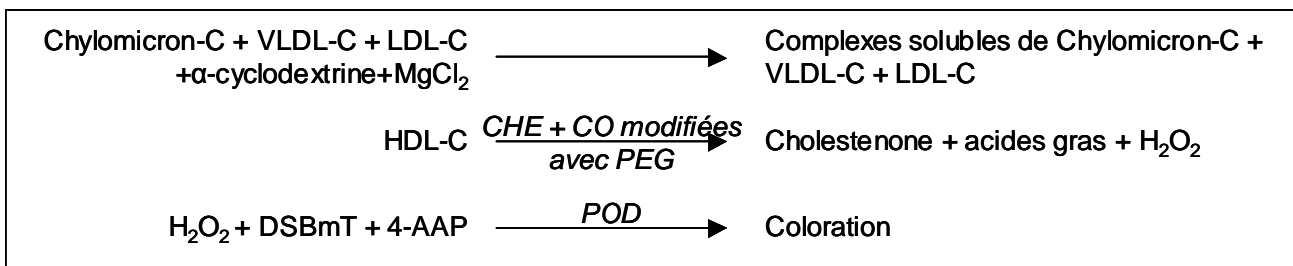 Chylomicron-C + VLDL-C + LDL-C
+α-cyclodextrine+MgCl₂
Complexes solubles de Chylomicron-C +
VLDL-C + LDL-C
HDL-C
CHE + CO modifiées
avec PEG
Cholestenone + acides gras + H₂O₂
H₂O₂ + DSBmT + 4-AAP
POD
Coloration